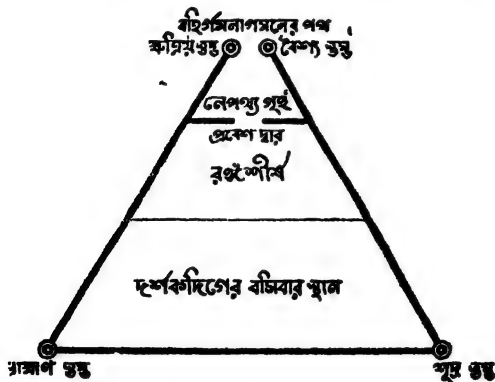 বহির্গমনাগমনের পথ
ক্ষত্রিয় স্তম্ভ বৈশ্য স্তম্ভ
নেপথ্য গৃহ
প্রবেশ দ্বার
রঙ্গশীর্ষ
দর্শকদিগের বসিবার স্থান
ব্রাহ্মণ স্তম্ভ শূদ্র স্তম্ভ